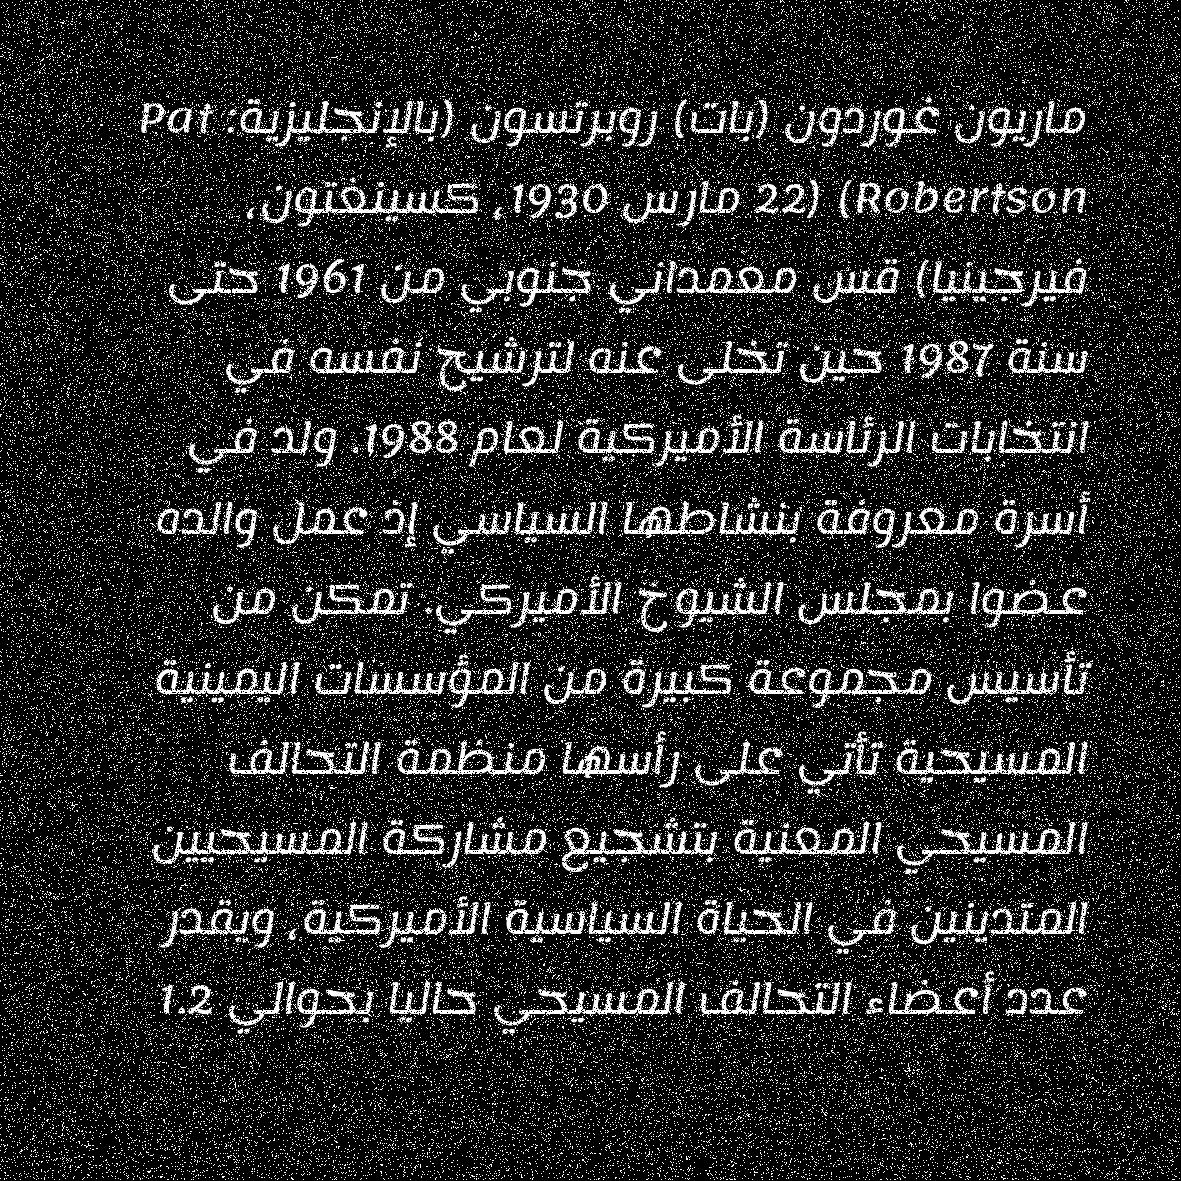 ماريون غوردون (بات) روبرتسون (بالإنجليزية: Pat
Robertson) (22 مارس 1930، كسينغتون،
فيرجينيا) قس معمداني جنوبي من 1961 حتى
سنة 1987 حين تخلى عنه لترشيح نفسه في
انتخابات الرئاسة الأميركية لعام 1988. ولد في
أسرة معروفة بنشاطها السياسي إذ عمل والده
عضوا بمجلس الشيوخ الأميركي. تمكن من
تأسيس مجموعة كبيرة من المؤسسات اليمينية
المسيحية تأتي على رأسها منظمة التحالف
المسيحي المعنية بتشجيع مشاركة المسيحيين
المتدينين في الحياة السياسية الأميركية، ويقدر
عدد أعضاء التحالف المسيحي حاليا بحوالي 1.2